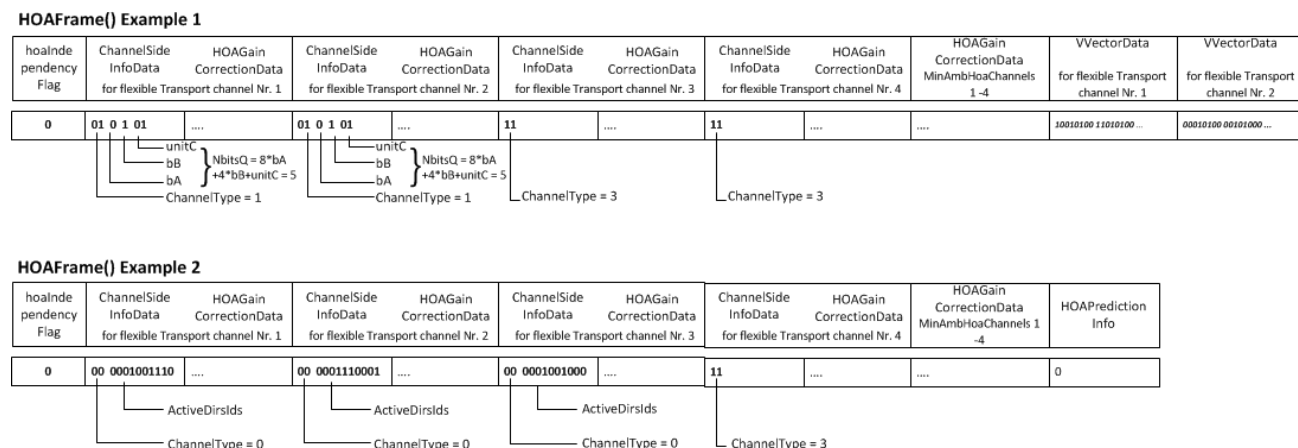 HOAFrame() Example 1
hoaInde
pendency
Flag
ChannelSide
InfoData
HOAGain
CorrectionData
for flexible Transport channel Nr. 1
ChannelSide
InfoData
HOAGain
CorrectionData
for flexible Transport channel Nr. 2
ChannelSide
InfoData
HOAGain
CorrectionData
for flexible Transport channel Nr. 3
ChannelSide
InfoData
HOAGain
CorrectionData
for flexible Transport channel Nr. 4
HOAGain
CorrectionData
MinAmbHoaChannels
1 -4
VVectorData
for flexible Transport
channel Nr. 1
VVectorData
for flexible Transport
channel Nr. 2
0
01 0 1 01
....
01 0 1 01
....
11
....
11
....
....
10010100 11010100 ...
00010100 00101000 ...
unitC
bB
bA
NbitsQ = 8*bA
+4*bB+unitC = 5
ChannelType = 1
unitC
bB
bA
NbitsQ = 8*bA
+4*bB+unitC = 5
ChannelType = 1
ChannelType = 3
ChannelType = 3
HOAFrame() Example 2
hoaInde
pendency
Flag
ChannelSide
InfoData
HOAGain
CorrectionData
for flexible Transport channel Nr. 1
ChannelSide
InfoData
HOAGain
CorrectionData
for flexible Transport channel Nr. 2
ChannelSide
InfoData
HOAGain
CorrectionData
for flexible Transport channel Nr. 3
ChannelSide
InfoData
HOAGain
CorrectionData
for flexible Transport channel Nr. 4
HOAGain
CorrectionData
MinAmbHoaChannels 1
-4
HOAPrediction
Info
0
00 0001001110
....
00 0001110001
....
00 0001001000
....
11
....
....
0
ActiveDirsIds
ChannelType = 0
ActiveDirsIds
ChannelType = 0
ActiveDirsIds
ChannelType = 0
ChannelType = 3